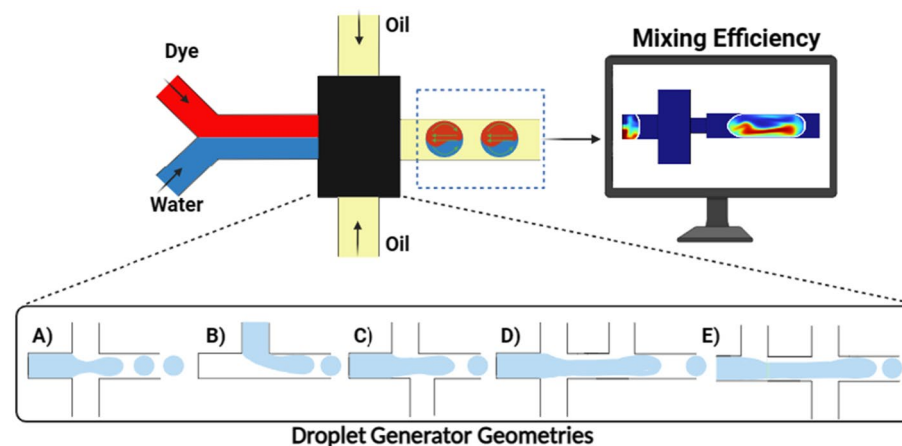 Oil
Mixing Efficiency
Dye
Water
Oil
A)
B)
C)
D)
E)
Droplet Generator Geometries